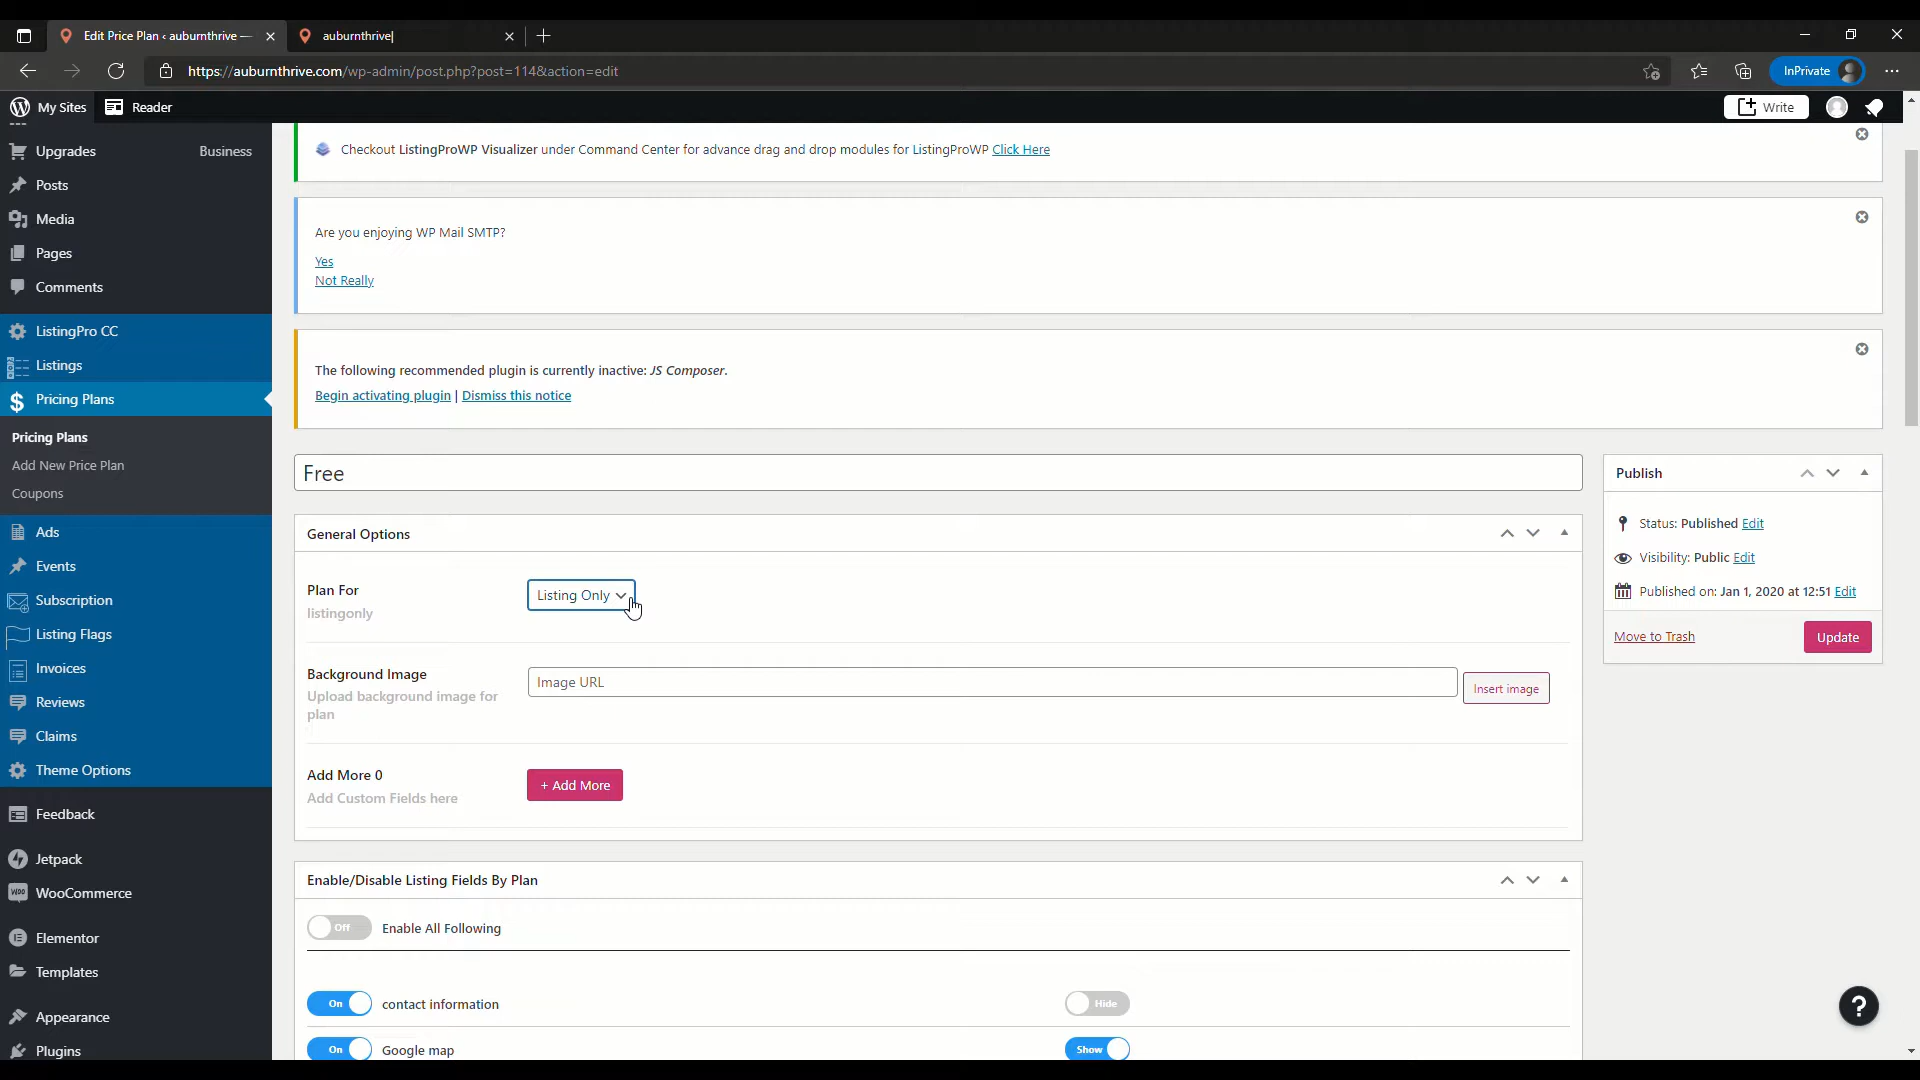 Edit Price Plan ‹ auburnthrive —
auburnthrive|
https://auburnthrive.com/wp-admin/post.php?post=114&action=edit
InPrivate
My Sites
Reader
Write
Upgrades
Business
Posts
Media
Pages
Comments
ListingPro CC
Listings
Pricing Plans
Pricing Plans
Add New Price Plan
Coupons
Ads
Events
Subscription
Listing Flags
Invoices
Reviews
Claims
Theme Options
Feedback
Jetpack
WooCommerce
Elementor
Templates
Appearance
Plugins
Checkout ListingProWP Visualizer under Command Center for advance drag and drop modules for ListingProWP Click Here
Are you enjoying WP Mail SMTP?
Yes
Not Really
The following recommended plugin is currently inactive: JS Composer.
Begin activating plugin | Dismiss this notice
Free
General Options
Plan For
listingonly
Listing Only
Background Image
Upload background image for
plan
Image URL
Insert image
Add More 0
Add Custom Fields here
+ Add More
Enable/Disable Listing Fields By Plan
Off
Enable All Following
On
contact information
Hide
On
Google map
Show
Publish
Status: Published Edit
Visibility: Public Edit
Published on: Jan 1, 2020 at 12:51 Edit
Move to Trash
Update
?